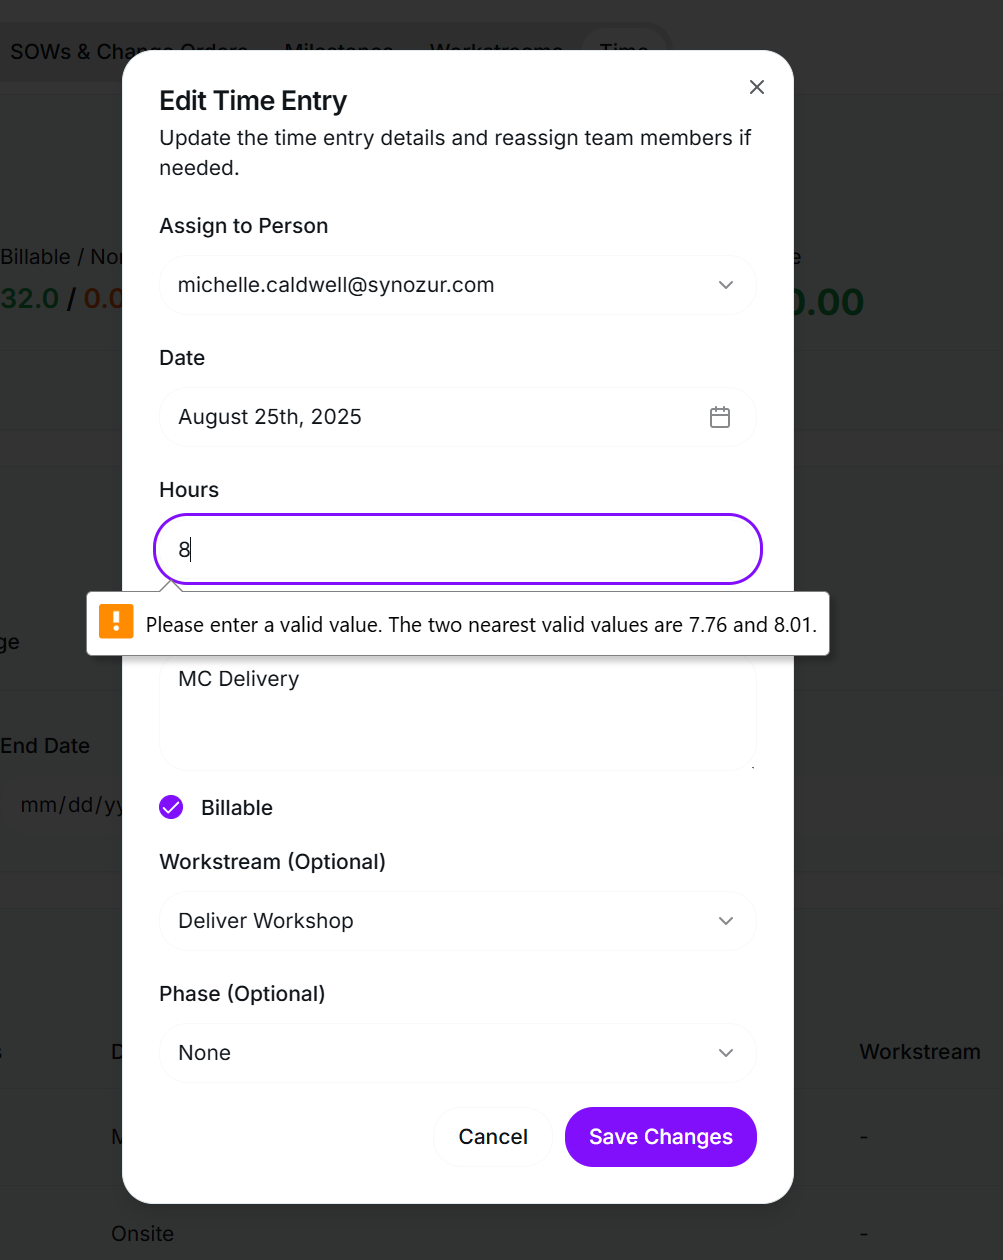 SOWs & Change Orders Milestones Workstreams Time
Edit Time Entry
Update the time entry details and reassign team members if
needed.
Assign to Person
Billable / No
michelle.caldwell@synozur.com
32.0 / 0.0
0.00
Date
August 25th, 2025
Hours
8
Please enter a valid value. The two nearest valid values are 7.76 and 8.01.
ge
MC Delivery
End Date
mm/dd/yy
Billable
Workstream (Optional)
Deliver Workshop
Phase (Optional)
None
Workstream
Cancel
Save Changes
-
Onsite
-